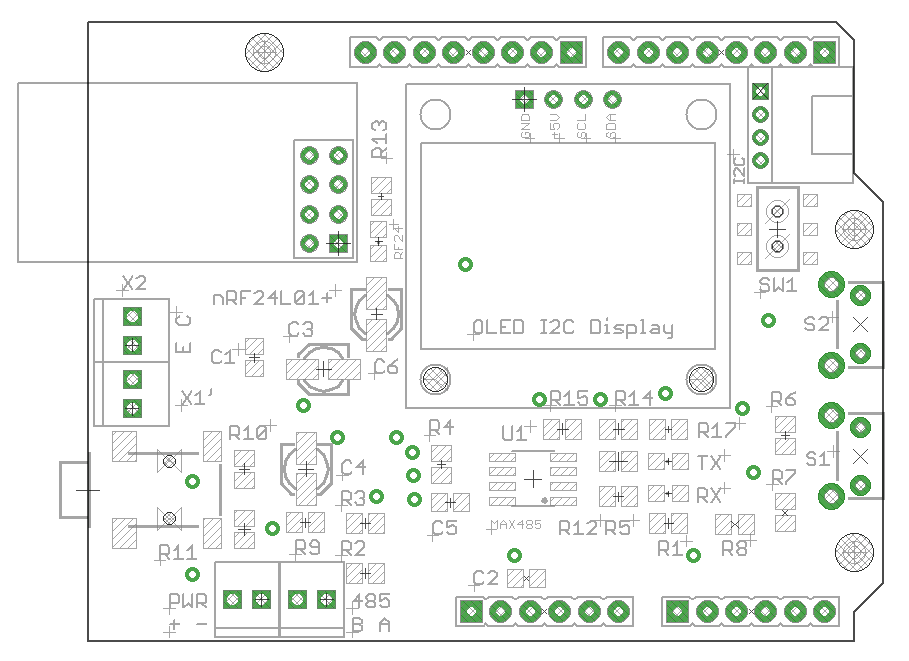 R13
GND
+5V
SCL
SDA
I2C
RF24
X2
nRF24L01+
SW1
E C
C3
OLED I2C Display
S2
C1
C6
X1'
R15
R14
R6
R10
R4
U1
R17
C4
TX
S1
R7
R3
RX
C5
MAX485
R12
R5
R11
R9
R2
R1
R8
C2
PWR
485
+ -
B A